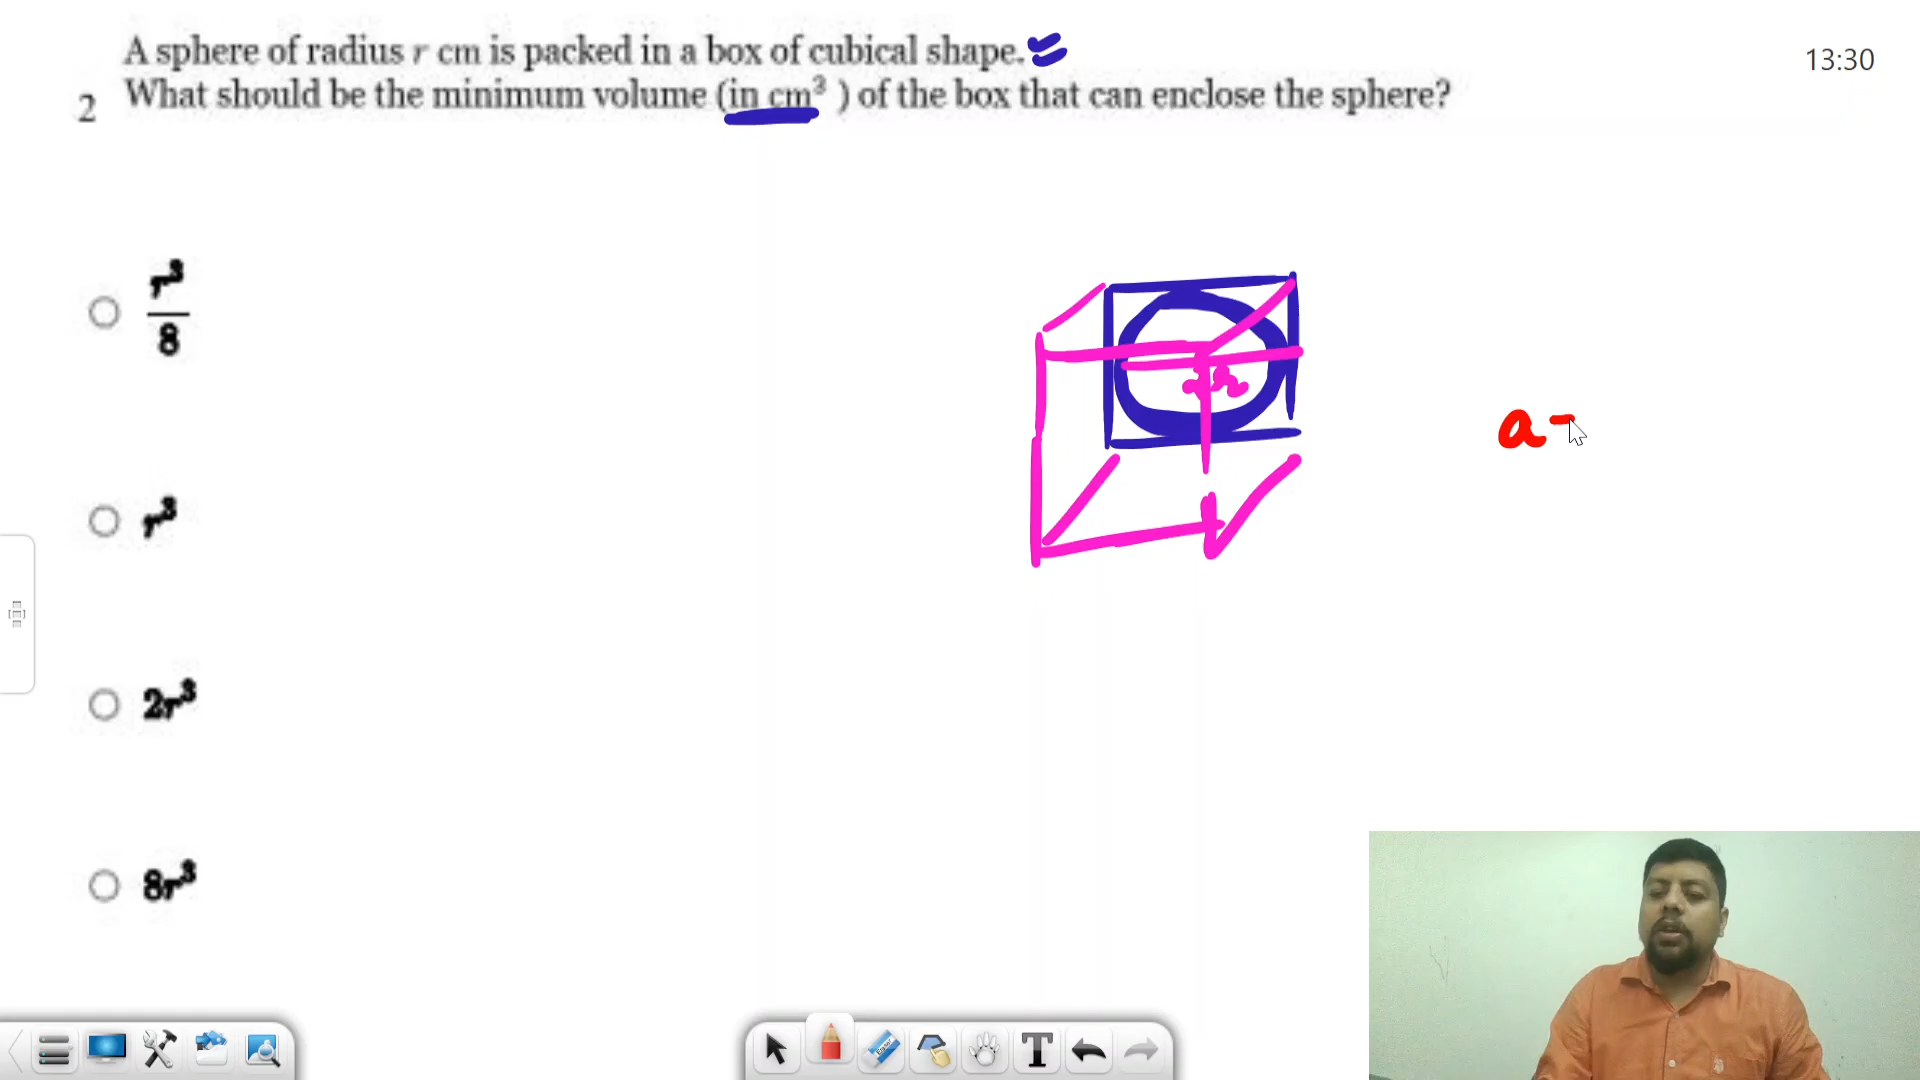 A sphere of radius r cm is packed in a box of cubical shape.
13:30
2 What should be the minimum volume (in cm³ ) of the box that can enclose the sphere?
r³
8
r
a =
r³
2r³
8r³
Eraser
T